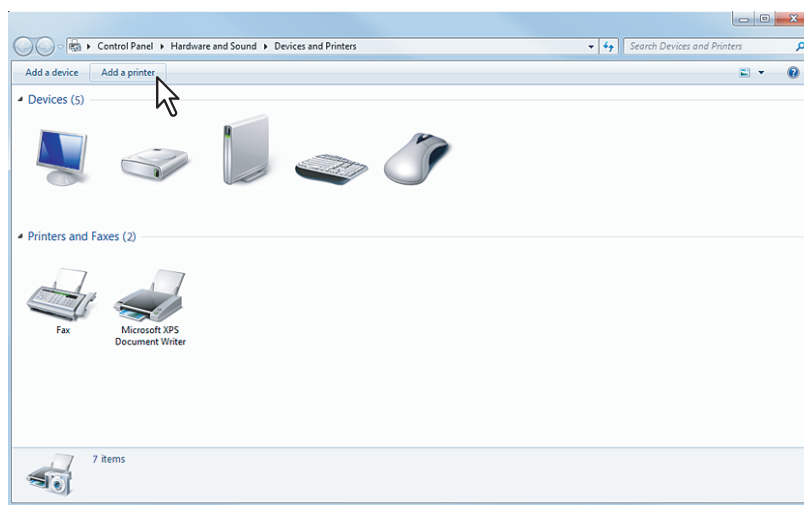 Control Panel ▸ Hardware and Sound ▸ Devices and Printers
Search Devices and Printers
Add a device
Add a printer
Devices (5)
Printers and Faxes (2)
Fax
Microsoft XPS
Document Writer
7 items